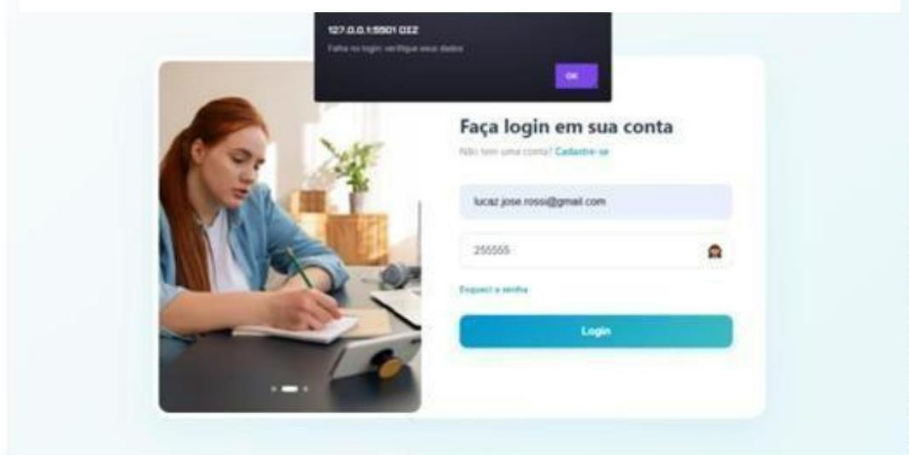 127.0.0.1:5501 DIZ
Falha no login: verifique seus dados
OK
Faça login em sua conta
Não tem uma conta? Cadastre-se
lucaz.jose.rossi@gmail.com
255555
Esqueci a senha
Login